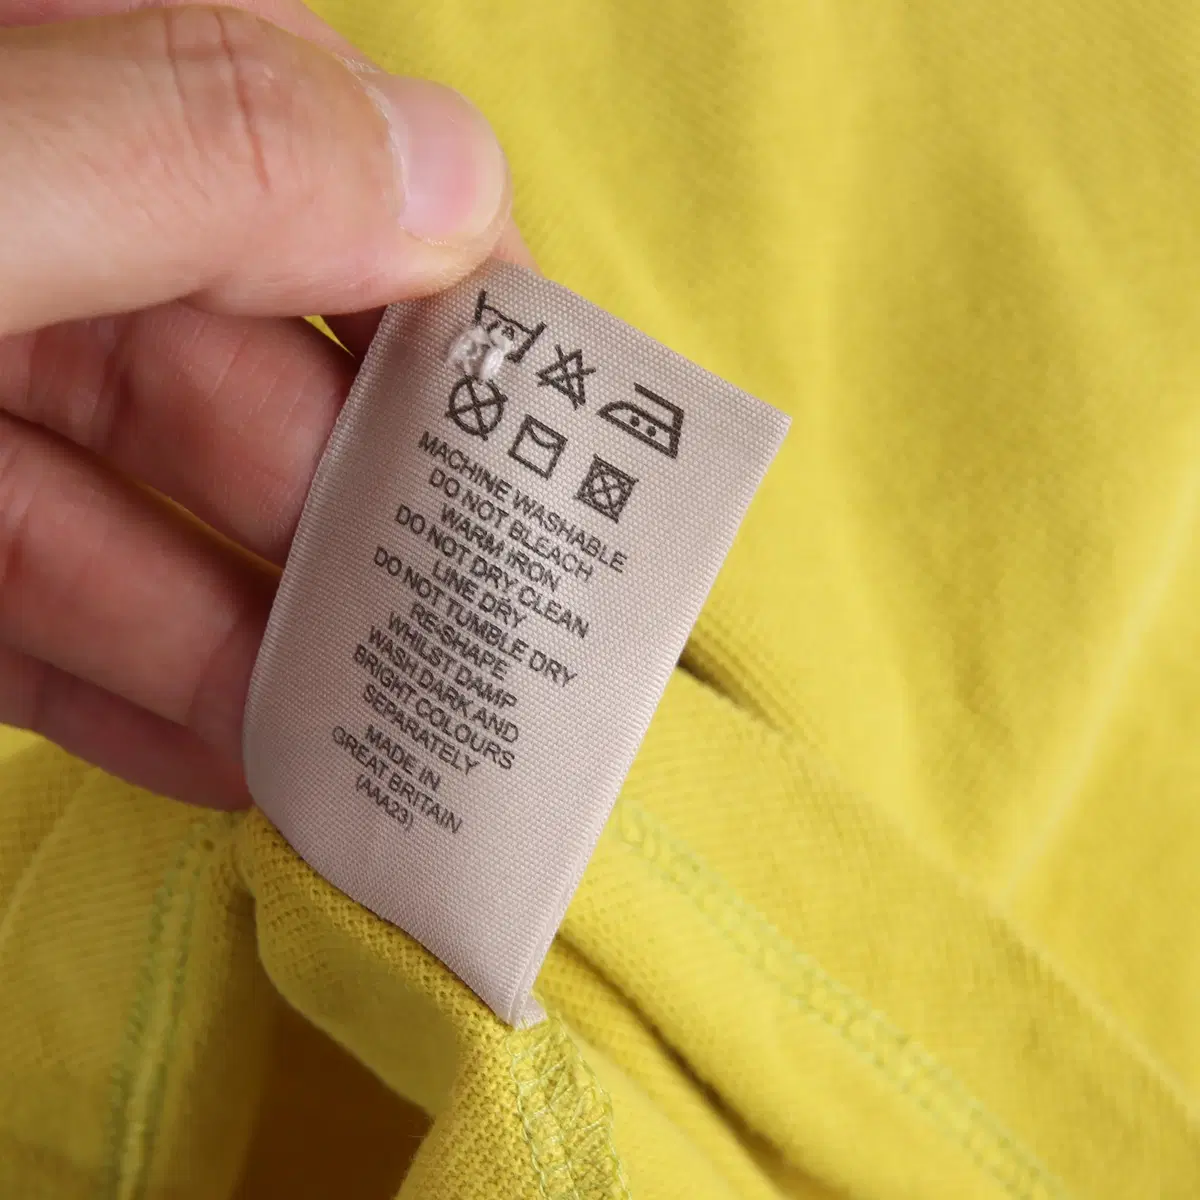 MACHINE WASHABLE
DO NOT BLEACH
WARM IRON
DO NOT DRY CLEAN
LINE DRY
DO NOT TUMBLE DRY
RE-SHAPE
WHILST DAMP
WASH DARK AND
BRIGHT COLOURS
SEPARATELY
MADE IN
GREAT BRITAIN
(AAA23)